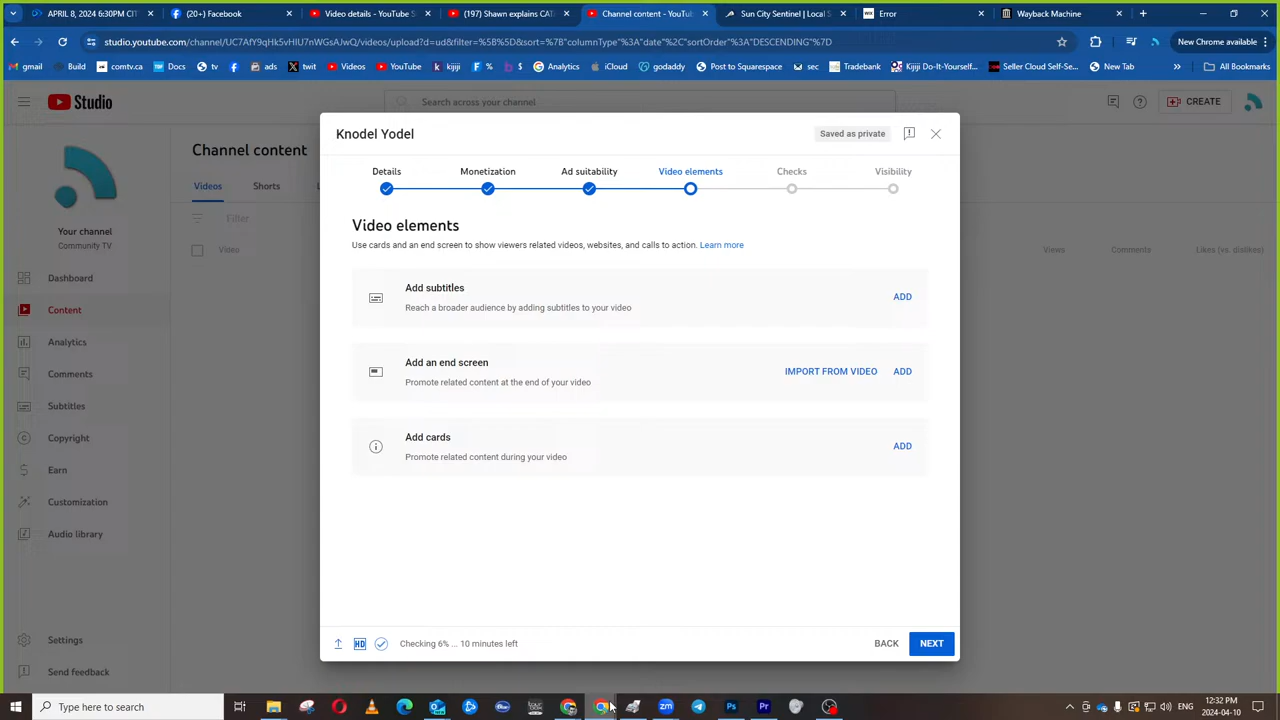 APRIL 8, 2024 6:30PM CIT
(20+) Facebook
Video details - YouTube S
(197) Shawn explains CATA
Channel content - YouTube
Sun City Sentinel | Local S
Error
Wayback Machine
studio.youtube.com/channel/UC7AfY9qHk5vHIU7nWGsAJwQ/videos/upload?d=ud&filter=%5B%5D&sort=%7B"columnType"%3A"date"%2C"sortOrder"%3A"DESCENDING"%7D
New Chrome available
gmail
Build
comtv.ca
Docs
tv
ads
twit
Videos
YouTube
kijiji
%
$
Analytics
iCloud
godaddy
Post to Squarespace
sec
Tradebank
Kijiji Do-It-Yourself...
Seller Cloud Self-Se...
New Tab
All Bookmarks
Studio
Search across your channel
CREATE
Your channel
Community TV
Dashboard
Content
Analytics
Comments
Subtitles
Copyright
Earn
Customization
Audio library
Settings
Send feedback
Channel content
Videos
Shorts
Filter
Video
Views
Comments
Likes (vs. dislikes)
Knodel Yodel
Saved as private
Details
Monetization
Ad suitability
Video elements
Checks
Visibility
Video elements
Use cards and an end screen to show viewers related videos, websites, and calls to action. Learn more
Add subtitles
Reach a broader audience by adding subtitles to your video
ADD
Add an end screen
Promote related content at the end of your video
IMPORT FROM VIDEO
ADD
Add cards
Promote related content during your video
ADD
HD
Checking 6% ... 10 minutes left
BACK
NEXT
Type here to search
12:32 PM
2024-04-10